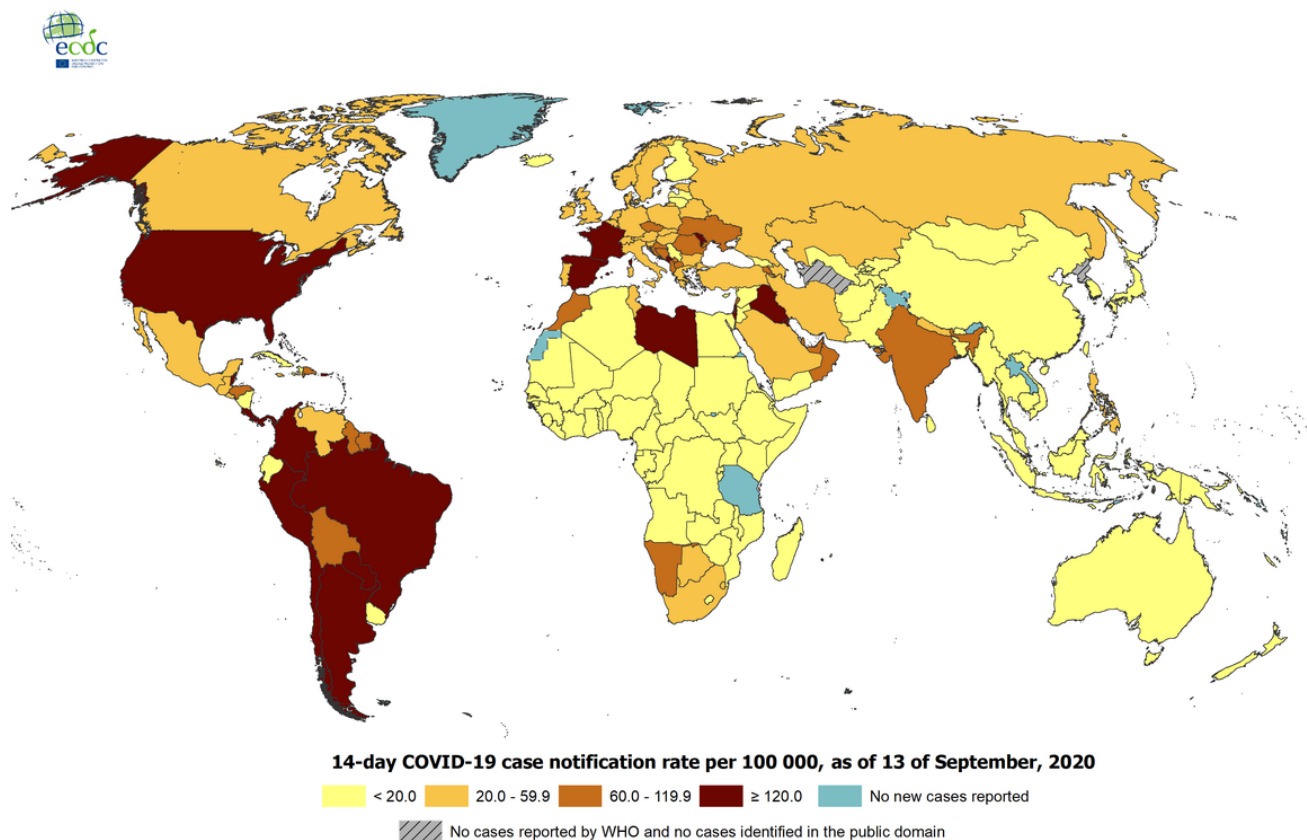 ecdc
14-day COVID-19 case notification rate per 100 000, as of 13 of September, 2020
< 20.0 20.0 - 59.9 60.0 - 119.9 ≥ 120.0 No new cases reported
No cases reported by WHO and no cases identified in the public domain